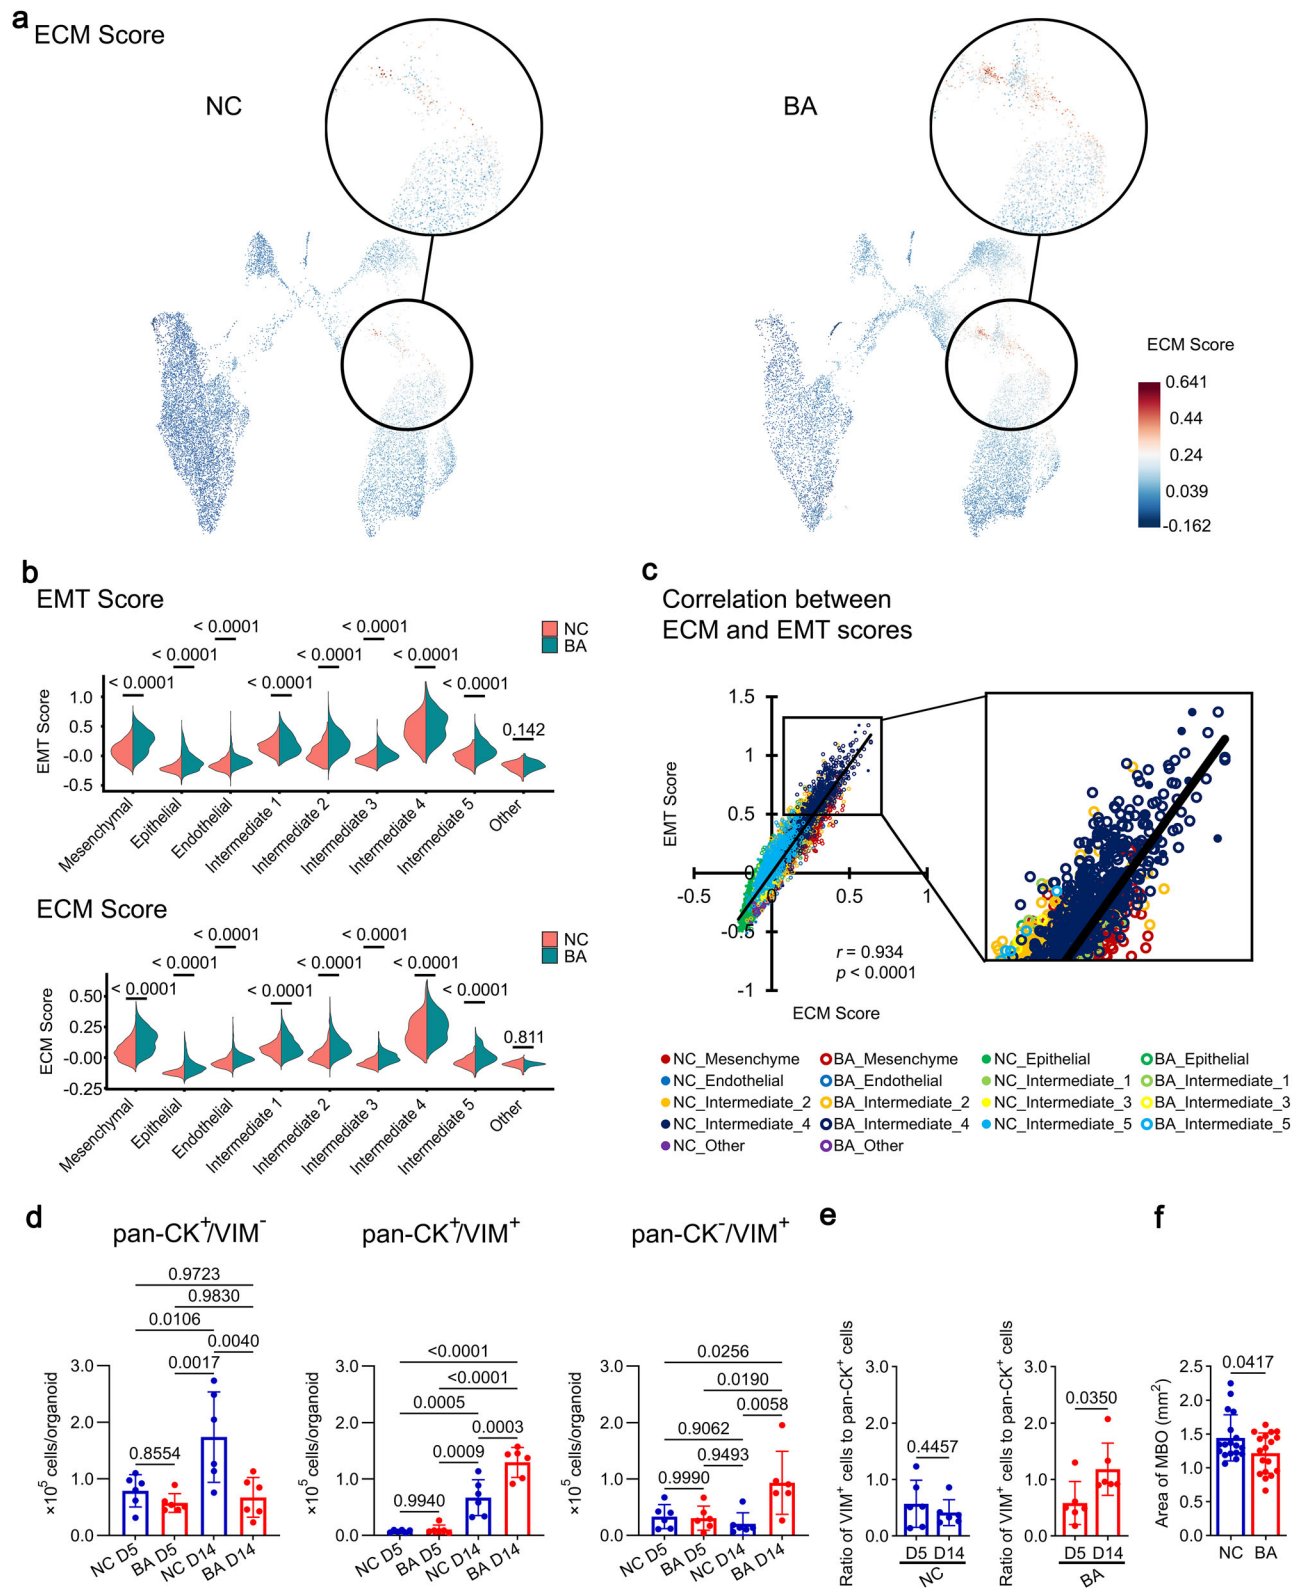 a
ECM Score
NC
BA
ECM Score
0.641
0.44
0.24
0.039
-0.162
b
EMT Score
< 0.0001 < 0.0001
< 0.0001 < 0.0001 < 0.0001
< 0.0001 < 0.0001 < 0.0001
0.142
NC
BA
EMT Score
1.0
0.5
-0.0
-0.5
Mesenchymal
Epithelial
Endothelial
Intermediate 1
Intermediate 2
Intermediate 3
Intermediate 4
Intermediate 5
Other
ECM Score
< 0.0001 < 0.0001
< 0.0001 < 0.0001 < 0.0001
< 0.0001 < 0.0001 < 0.0001
0.811
NC
BA
ECM Score
0.50
0.25
-0.00
-0.25
Mesenchymal
Epithelial
Endothelial
Intermediate 1
Intermediate 2
Intermediate 3
Intermediate 4
Intermediate 5
Other
c
Correlation between
ECM and EMT scores
EMT Score
1.5
1
0.5
0
-0.5
-1
-0.5 0 0.5 1
r = 0.934
p < 0.0001
ECM Score
NC_Mesenchyme BA_Mesenchyme NC_Epithelial BA_Epithelial
NC_Endothelial BA_Endothelial NC_Intermediate_1 BA_Intermediate_1
NC_Intermediate_2 BA_Intermediate_2 NC_Intermediate_3 BA_Intermediate_3
NC_Intermediate_4 BA_Intermediate_4 NC_Intermediate_5 BA_Intermediate_5
NC_Other BA_Other
d
pan-CK+/VIM-
0.9723
0.9830
0.0106
0.0040
0.0017
0.8554
×10^5 cells/organoid
3.0
2.0
1.0
0.0
NC D5
BA D5
NC D14
BA D14
pan-CK+/VIM+
<0.0001
<0.0001
0.0005
0.0003
0.0009
0.9940
×10^5 cells/organoid
3.0
2.0
1.0
0.0
NC D5
BA D5
NC D14
BA D14
pan-CK-/VIM+
0.0256
0.0190
0.0058
0.9062
0.9493
0.9990
×10^5 cells/organoid
3.0
2.0
1.0
0.0
NC D5
BA D5
NC D14
BA D14
e
Ratio of VIM+ cells to pan-CK+ cells
3.0
2.0
1.0
0.0
0.4457
D5 D14
NC
Ratio of VIM+ cells to pan-CK+ cells
3.0
2.0
1.0
0.0
0.0350
D5 D14
BA
f
Area of MBO (mm²)
2.5
2.0
1.5
1.0
0.5
0.0
0.0417
NC BA